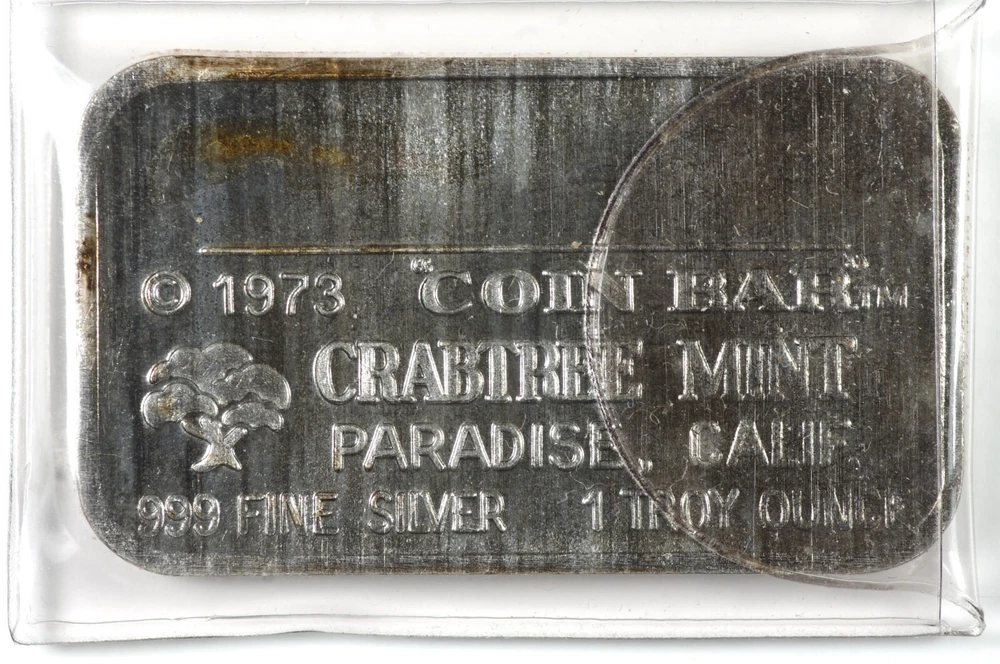 © 1973 "COIN BAR"TM
CRABTREE MINT
PARADISE, CALIF.
999 FINE SILVER 1 TROY OUNCE